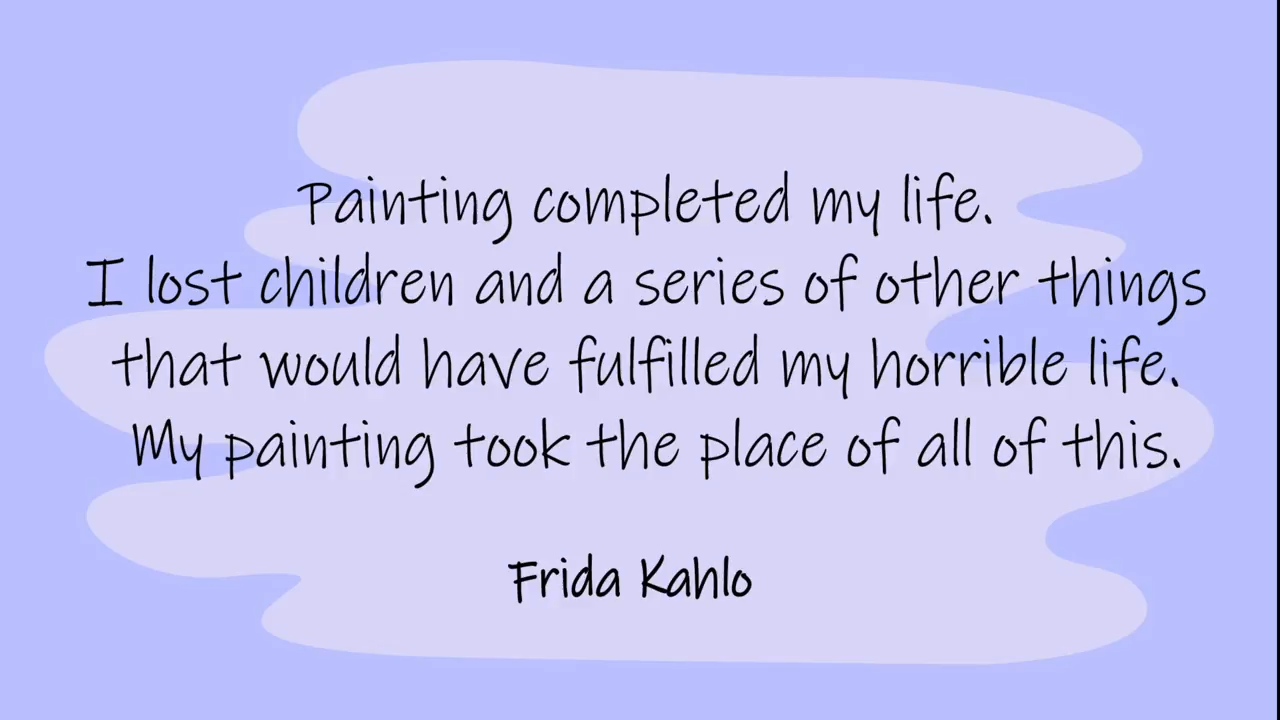 Painting completed my life.
I lost children and a series of other things
that would have fulfilled my horrible life.
My painting took the place of all of this.
Frida Kahlo